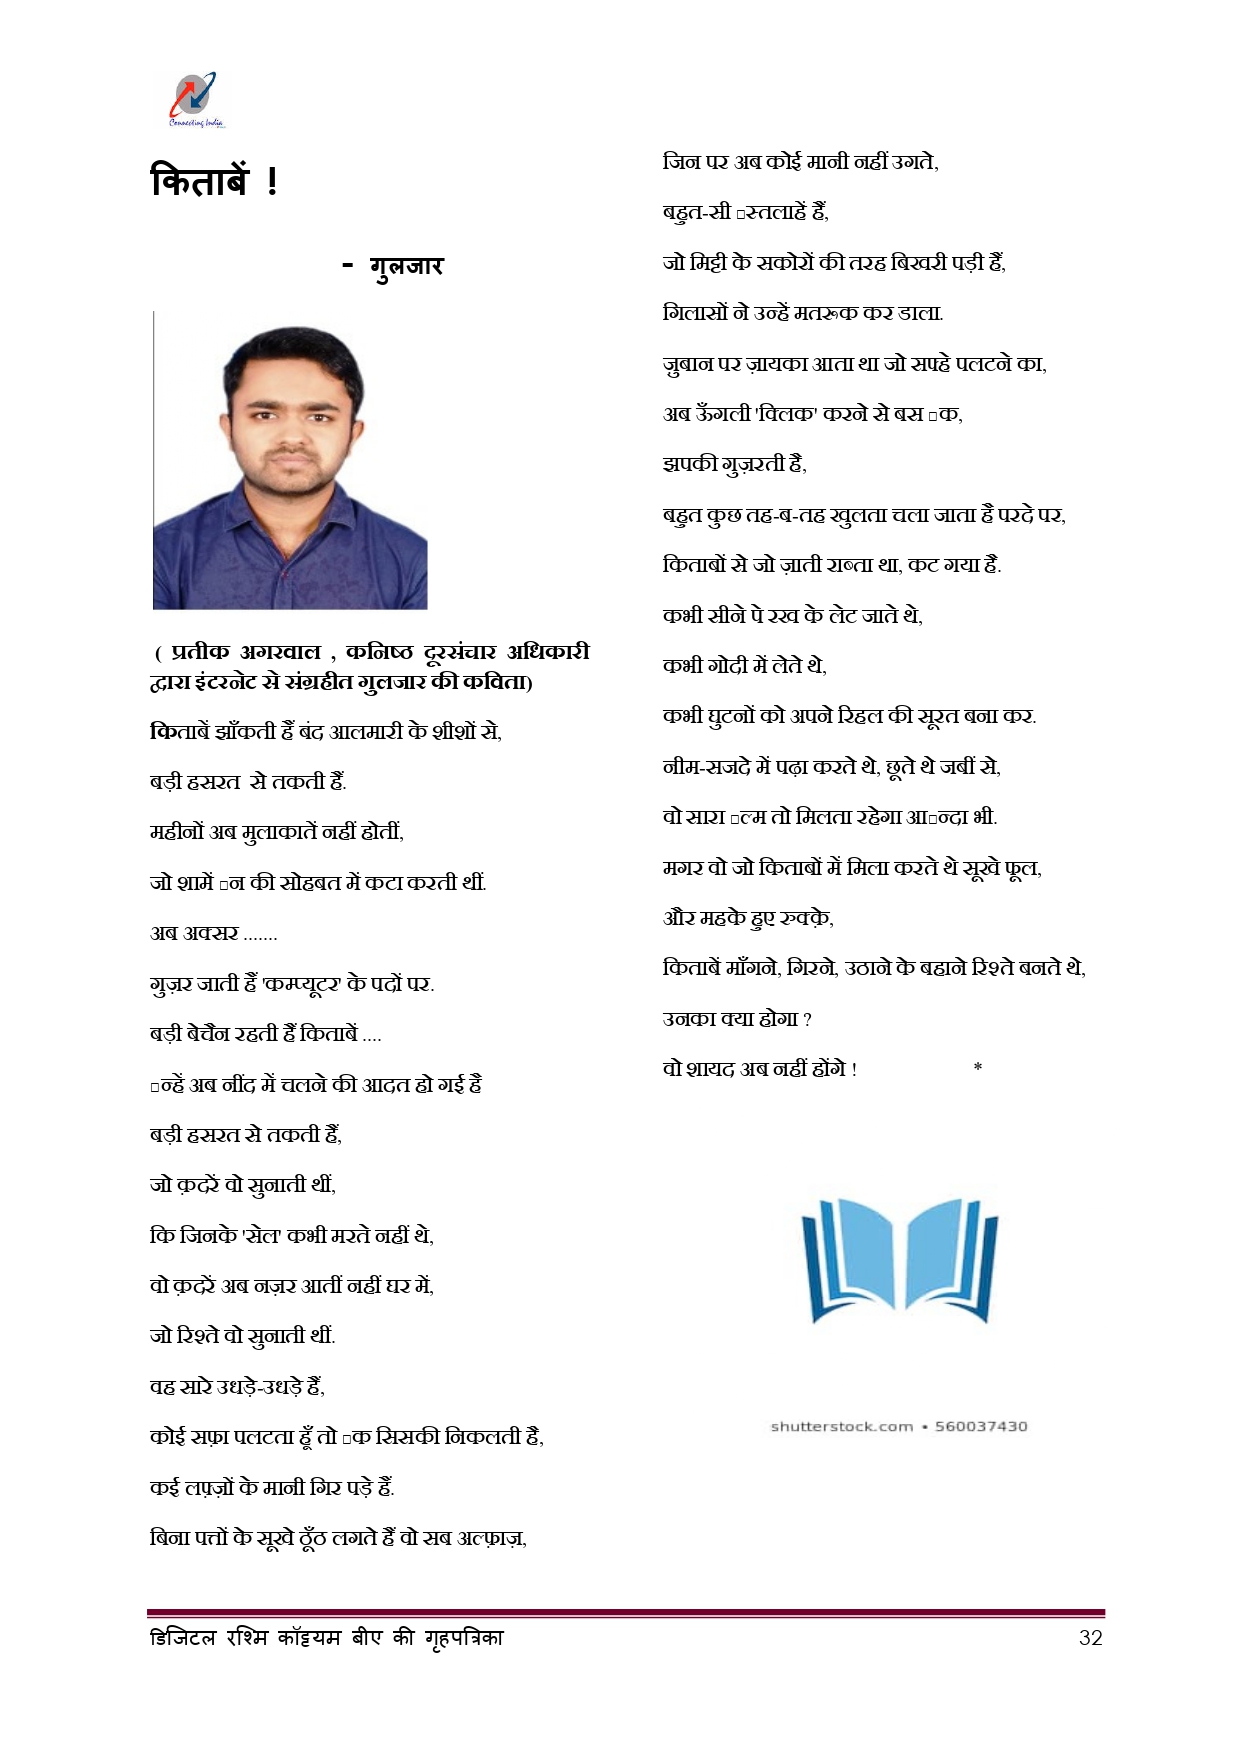 Connecting India
किताबें !
- गुलजार
( प्रतीक अगरवाल , कनिष्ठ दूरसंचार अधिकारी
द्वारा इंटरनेट से संग्रहीत गुलजार की कविता)
किताबें झाँकती हैं बंद आलमारी के शीशों से,
बड़ी हसरत से तकती हैं.
महीनों अब मुलाकातें नहीं होतीं,
जो शामें □न की सोहबत में कटा करती थीं.
अब अक्सर .......
गुज़र जाती हैं 'कम्प्यूटर' के पदों पर.
बड़ी बेचैन रहती हैं किताबें ....
□न्हें अब नींद में चलने की आदत हो गई है
बड़ी हसरत से तकती हैं,
जो क़दरें वो सुनाती थीं,
कि जिनके 'सेल' कभी मरते नहीं थे,
वो क़दरें अब नज़र आतीं नहीं घर में,
जो रिश्ते वो सुनाती थीं.
वह सारे उधड़े-उधड़े हैं,
कोई सफ़ा पलटता हूँ तो □क सिसकी निकलती है,
कई लफ़्ज़ों के मानी गिर पड़े हैं.
बिना पत्तों के सूखे ठूँठ लगते हैं वो सब अल्फ़ाज़,
जिन पर अब कोई मानी नहीं उगते,
बहुत-सी □स्तलाहें हैं,
जो मिट्टी के सकोरों की तरह बिखरी पड़ी हैं,
गिलासों ने उन्हें मतरूक कर डाला.
ज़ुबान पर ज़ायका आता था जो सफ्हे पलटने का,
अब ऊँगली 'क्लिक' करने से बस □क,
झपकी गुज़रती है,
बहुत कुछ तह-ब-तह खुलता चला जाता है परदे पर,
किताबों से जो ज़ाती राब्ता था, कट गया है.
कभी सीने पे रख के लेट जाते थे,
कभी गोदी में लेते थे,
कभी घुटनों को अपने रिहल की सूरत बना कर.
नीम-सजदे में पढ़ा करते थे, छूते थे जबीं से,
वो सारा □ल्म तो मिलता रहेगा आ□न्दा भी.
मगर वो जो किताबों में मिला करते थे सूखे फूल,
और महके हुए रुक्क़े,
किताबें माँगने, गिरने, उठाने के बहाने रिश्ते बनते थे,
उनका क्या होगा ?
वो शायद अब नहीं होंगे ! *
shutterstock.com • 560037430
डिजिटल रश्मि कॉट्टयम बीए की गृहपत्रिका 32